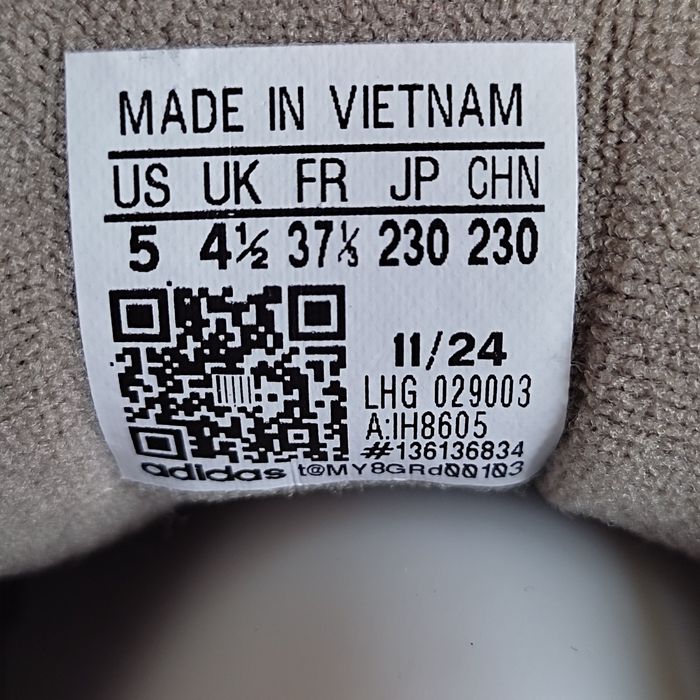 MADE IN VIETNAM
US UK FR JP CHN
5 4½ 37⅓ 230 230
11/24
LHG 029003
A:IH8605
#136136834
adidas t@MY8GRd00103